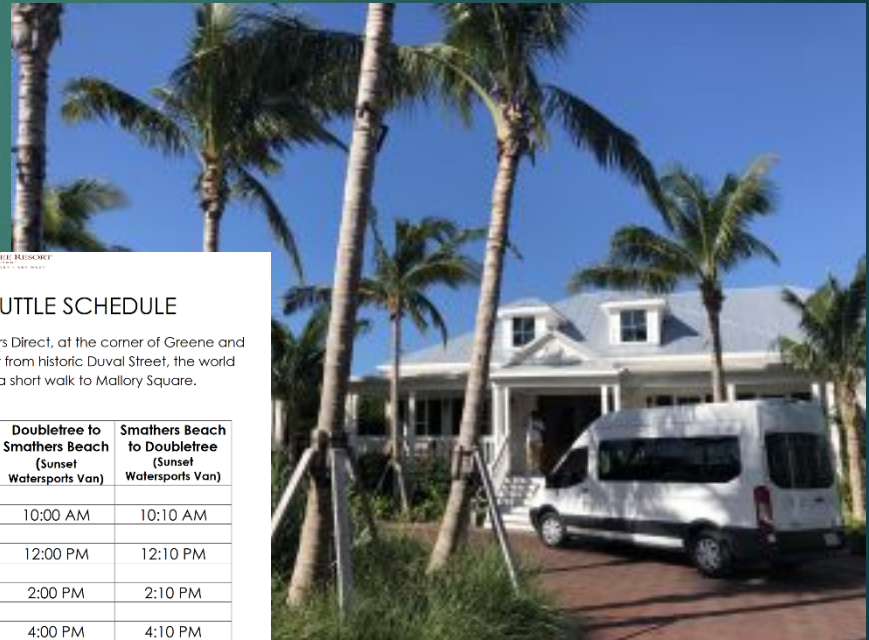 EE RESORT
UTTLE SCHEDULE
rs Direct, at the corner of Greene and
from historic Duval Street, the world
a short walk to Mallory Square.
Doubletree to Smathers Beach to
Smathers Beach Doubletree
(Sunset Watersports Van) (Sunset Watersports Van)
10:00 AM 10:10 AM
12:00 PM 12:10 PM
2:00 PM 2:10 PM
4:00 PM 4:10 PM